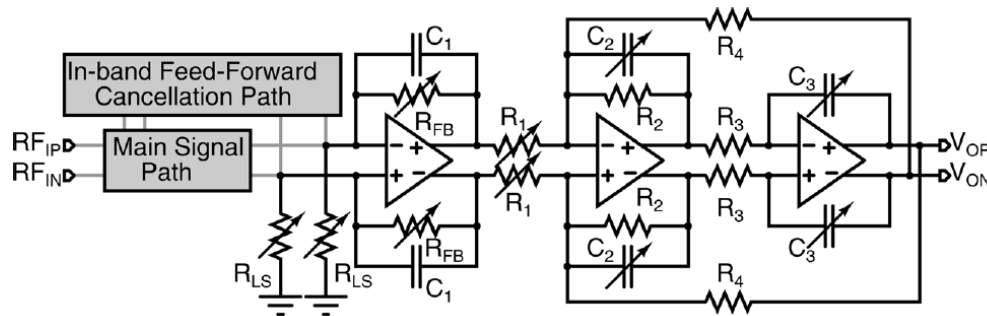 In-band Feed-Forward
Cancellation Path
Main Signal
Path
RF_IP
RF_IN
R_LS
R_LS
C_1
R_FB
R_FB
C_1
R_1
R_1
C_2
R_2
R_2
C_2
R_4
R_3
R_3
C_3
C_3
R_4
V_OP
V_ON